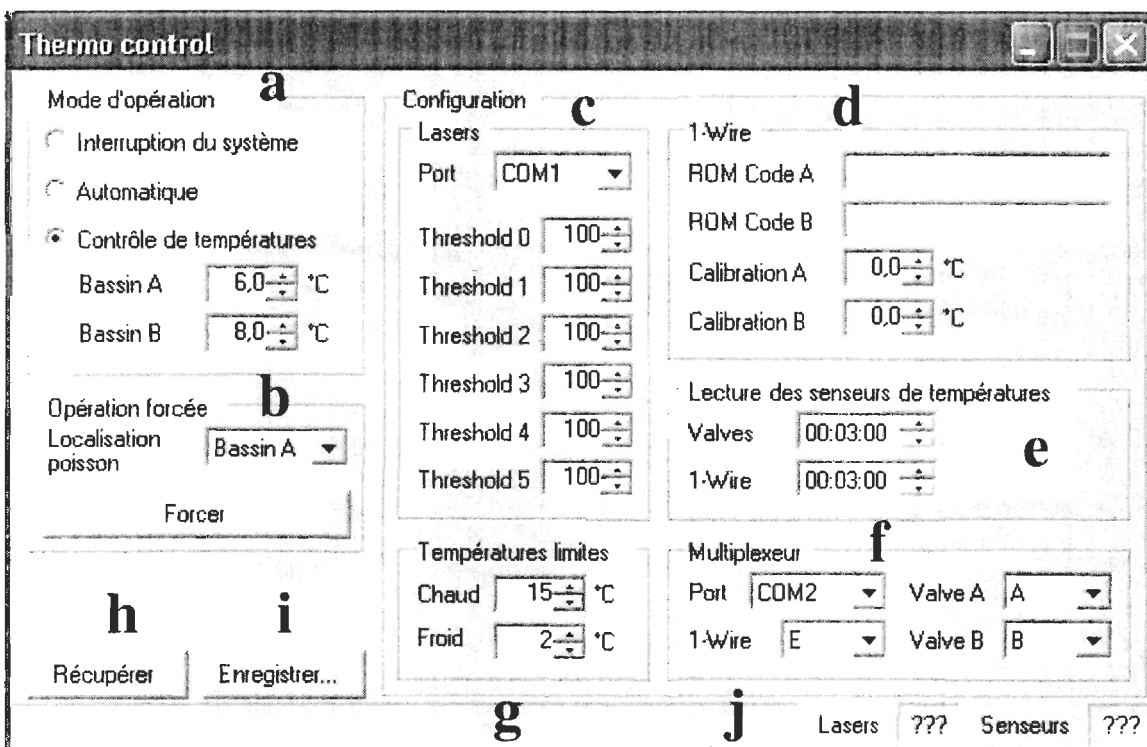 Thermo control
a
Mode d'opération
Interruption du système
Automatique
Contrôle de températures
Bassin A 6,0 °C
Bassin B 8,0 °C
b
Opération forcée
Localisation poisson Bassin A
Forcer
h i
Récupérer Enregistrer...
Configuration
c
Lasers
Port COM1
Threshold 0 100
Threshold 1 100
Threshold 2 100
Threshold 3 100
Threshold 4 100
Threshold 5 100
Températures limites
Chaud 15 °C
Froid 2 °C
g
d
1-Wire
ROM Code A
ROM Code B
Calibration A 0,0 °C
Calibration B 0,0 °C
Lecture des senseurs de températures
Valves 00:03:00
1-Wire 00:03:00
e
f
Multiplexeur
Port COM2 Valve A A
1-Wire E Valve B B
j
Lasers ??? Senseurs ???